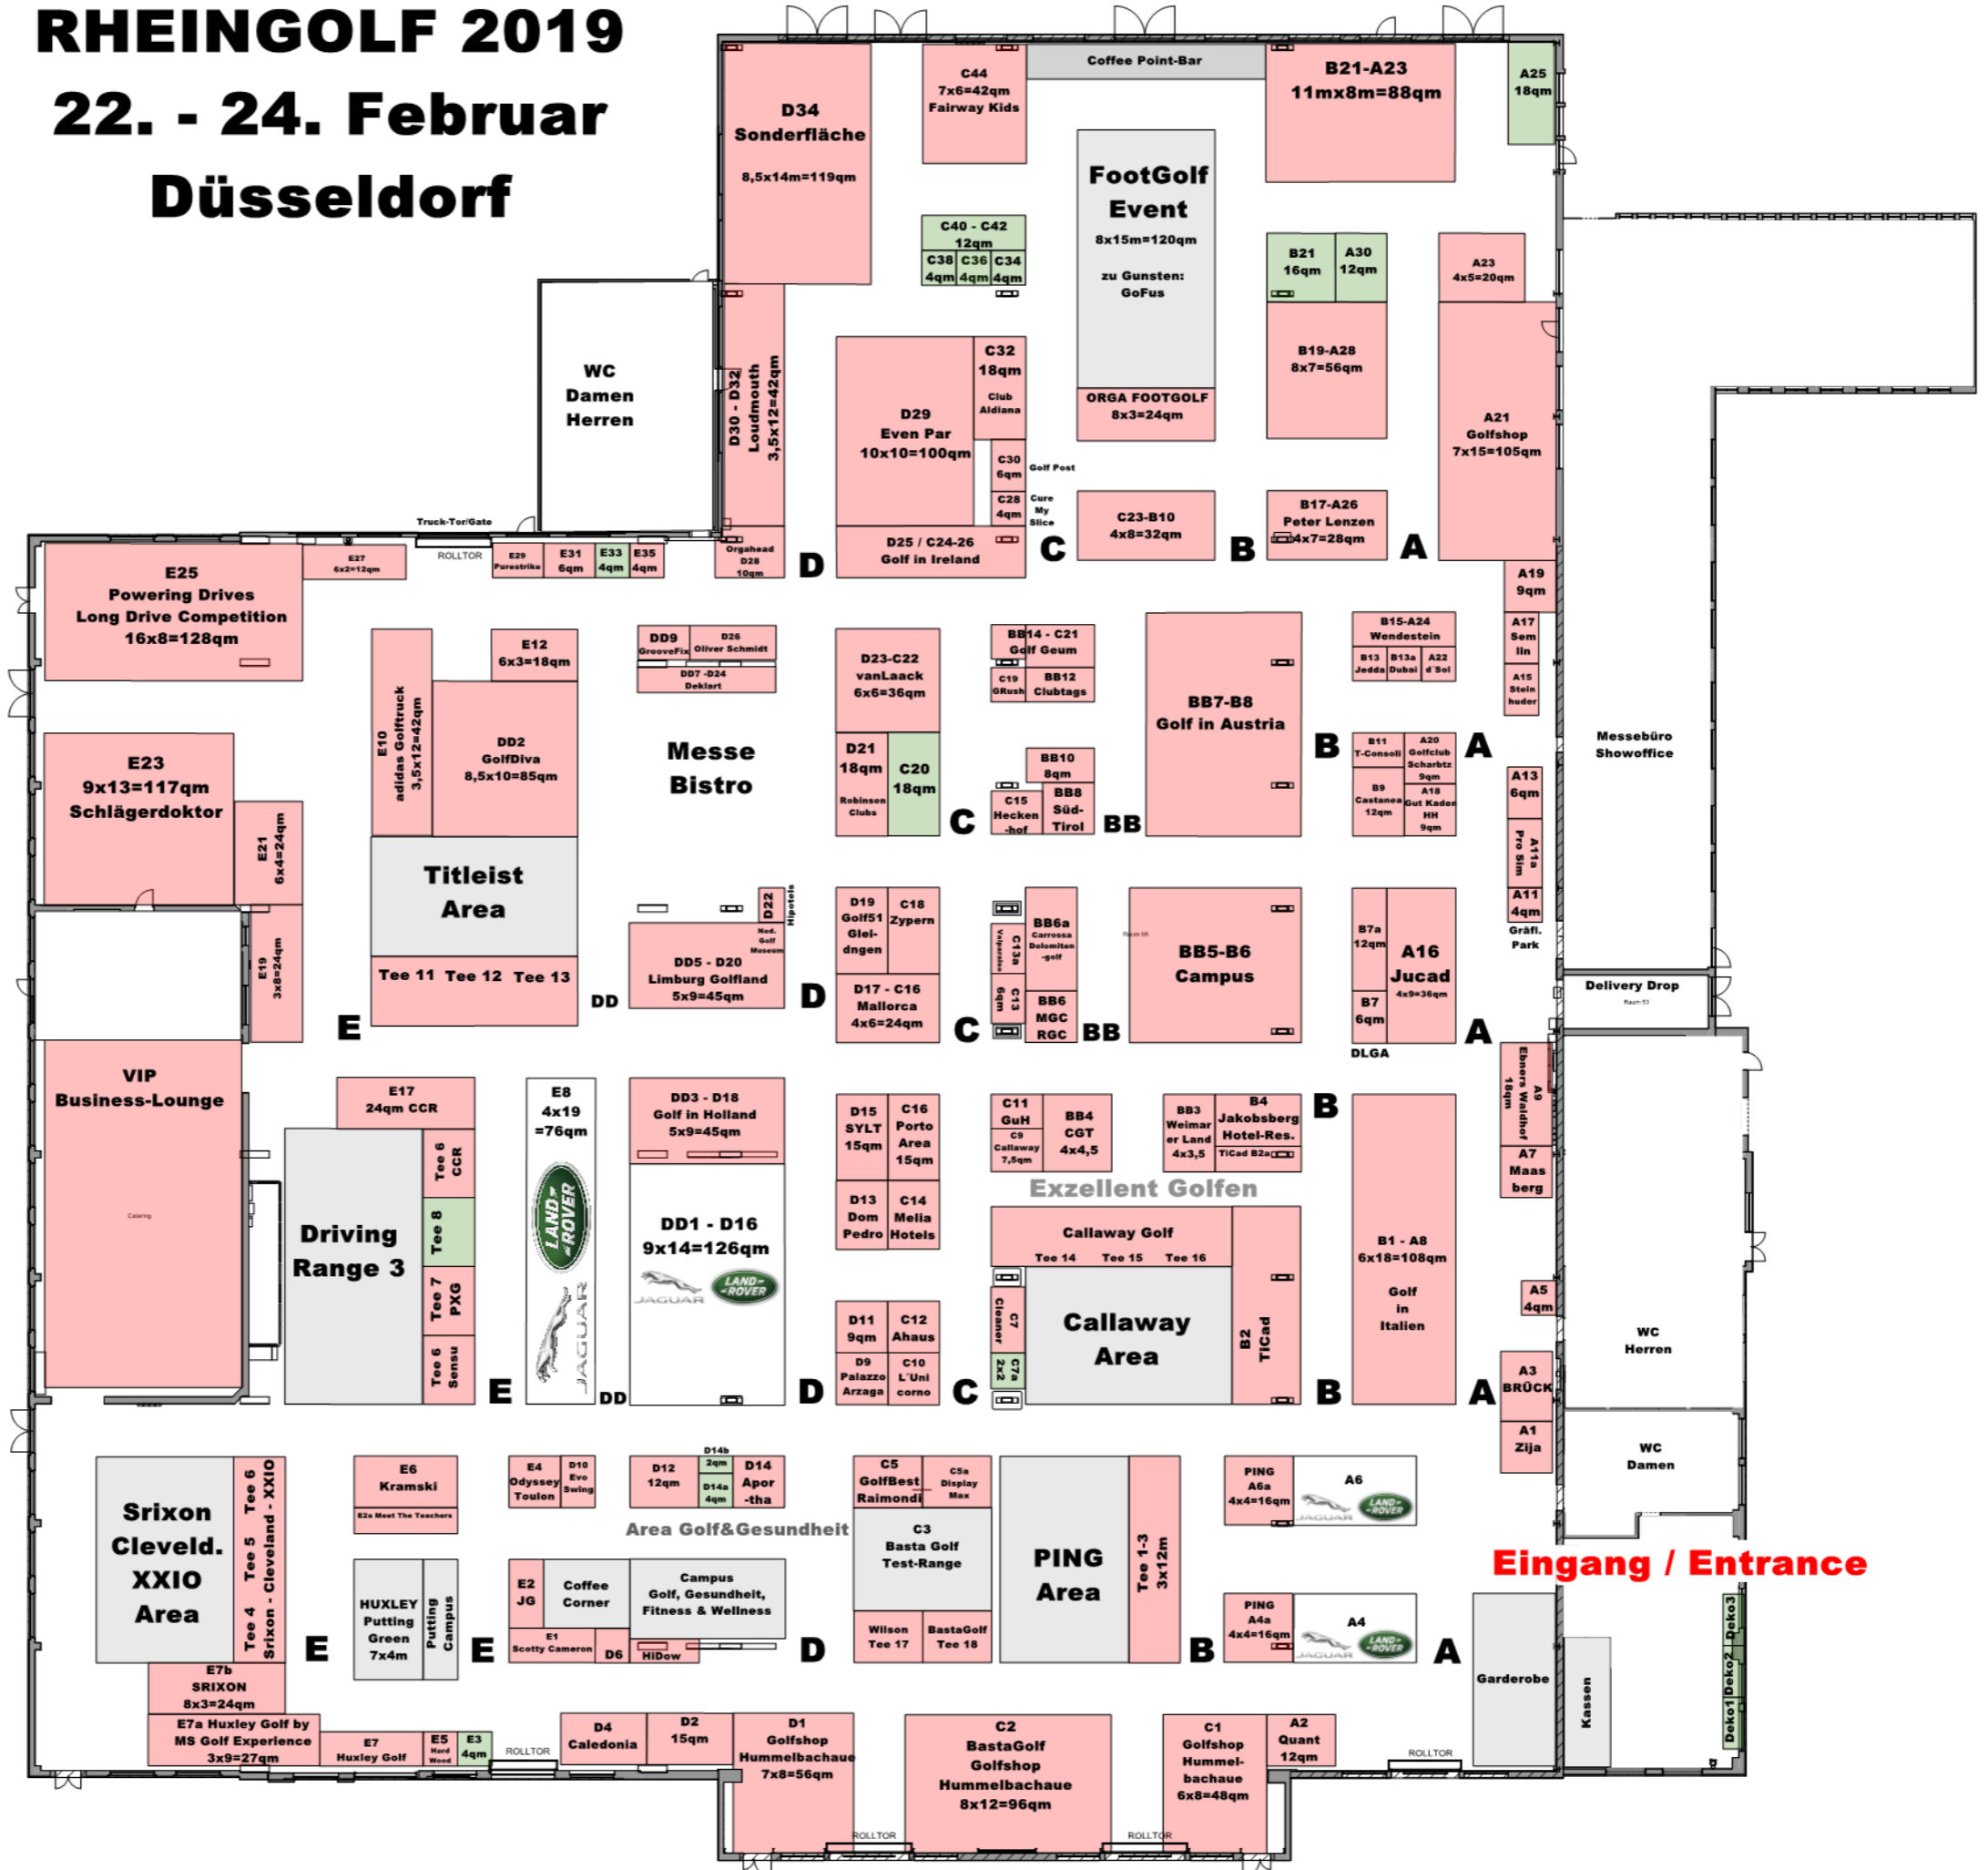 RHEINGOLF 2019
22. - 24. Februar
Düsseldorf
D34
Sonderfläche
8,5x14m=119qm
C44
7x6=42qm
Fairway Kids
Coffee Point-Bar
B21-A23
11mx8m=88qm
A25
18qm
FootGolf
Event
8x15m=120qm
zu Gunsten:
GoFus
ORGA FOOTGOLF
8x3=24qm
C40 - C42
12qm
C38
4qm
C36
4qm
C34
4qm
B21
16qm
A30
12qm
A23
4x5=20qm
B19-A28
8x7=56qm
A21
Golfshop
7x15=105qm
WC
Damen
Herren
D30 - D32
Loudmouth
3,5x12=42qm
D29
Even Par
10x10=100qm
C32
18qm
Club
Aldiana
C30
6qm
Golf Post
C28
4qm
Cure
My
Slice
C23-B10
4x8=32qm
B17-A26
Peter Lenzen
4x7=28qm
D25 / C24-26
Golf in Ireland
Orgahead
D28
10qm
D
C
B
A
Truck-Tor/Gate
ROLLTOR
E25
Powering Drives
Long Drive Competition
16x8=128qm
E27
6x2=12qm
E29
Purestrike
E31
6qm
E33
4qm
E35
4qm
A19
9qm
A17
Sem
lin
A15
Stein
huder
E10
adidas Golftruck
3,5x12=42qm
E12
6x3=18qm
DD2
GolfDiva
8,5x10=85qm
DD9
GrooveFix
D26
Oliver Schmidt
DD7 -D24
Deklart
Messe
Bistro
D23-C22
vanLaack
6x6=36qm
D21
18qm
Robinson
Clubs
C20
18qm
BB14 - C21
Golf Geum
C19
GRush
BB12
Clubtags
BB10
8qm
C15
Hecken
-hof
BB8
Süd-
Tirol
BB7-B8
Golf in Austria
B15-A24
Wendestein
B13
Jedda
B13a
Dubai
A22
d´Sol
B11
T-Consoli
A20
Golfclub
Scharbtz
9qm
B9
Castanea
12qm
A18
Gut Kaden
HH
9qm
A13
6qm
A11a
Pro Sim
A11
4qm
Gräfl.
Park
C
BB
B
A
Messebüro
Showoffice
E23
9x13=117qm
Schlägerdoktor
E21
6x4=24qm
E19
3x8=24qm
Titleist
Area
Tee 11 Tee 12 Tee 13
D22
Hipotels
Ned.
Golf
Museum
DD5 - D20
Limburg Golfland
5x9=45qm
D19
Golf51
Glei-
dngen
C18
Zypern
D17 - C16
Mallorca
4x6=24qm
C13a
Valparaiso
C13
6qm
BB6a
Carrossa
Dolomiten
-golf
BB6
MGC
RGC
Raum 68
BB5-B6
Campus
B7a
12qm
B7
6qm
DLGA
A16
Jucad
4x9=36qm
E
DD
D
C
BB
A
Delivery Drop
Raum 53
VIP
Business-Lounge
Catering
E17
24qm CCR
Driving
Range 3
Tee 6
CCR
Tee 8
Tee 7
PXG
Tee 6
Sensu
E8
4x19
=76qm
LAND-
-ROVER
JAGUAR
DD3 - D18
Golf in Holland
5x9=45qm
DD1 - D16
9x14=126qm
JAGUAR
LAND-
-ROVER
D15
SYLT
15qm
C16
Porto
Area
15qm
D13
Dom
Pedro
C14
Melia
Hotels
D11
9qm
C12
Ahaus
D9
Palazzo
Arzaga
C10
L´Uni
corno
C11
GuH
C9
Callaway
7,5qm
BB4
CGT
4x4,5
BB3
Weimar
er Land
4x3,5
B4
Jakobsberg
Hotel-Res.
TiCad B2a
Exzellent Golfen
Callaway Golf
Tee 14 Tee 15 Tee 16
C7
Cleaner
C7a
2x2
Callaway
Area
B2
TiCad
B
B1 - A8
6x18=108qm
Golf
in
Italien
A9
Ebners Waldhof
18qm
A7
Maas
berg
A5
4qm
A3
BRÜCK
A1
Zija
WC
Herren
WC
Damen
E
DD
D
C
B
A
Srixon
Cleveld.
XXIO
Area
Tee 4 Tee 5 Tee 6
Srixon - Cleveland - XXIO
E6
Kramski
E2a Meet The Teachers
E4
Odyssey
Toulon
D10
Evo
Swing
D12
12qm
D14b
2qm
D14a
4qm
D14
Apor
-tha
Area Golf&Gesundheit
C5
GolfBest
Raimondi
C5a
Display
Max
C3
Basta Golf
Test-Range
Wilson
Tee 17
BastaGolf
Tee 18
PING
Area
Tee 1-3
3x12m
PING
A6a
4x4=16qm
A6
JAGUAR
LAND-
-ROVER
PING
A4a
4x4=16qm
A4
JAGUAR
LAND-
-ROVER
Eingang / Entrance
HUXLEY
Putting
Green
7x4m
Putting
Campus
E2
JG
Coffee
Corner
Campus
Golf, Gesundheit,
Fitness & Wellness
E1
Scotty Cameron
D6
HiDow
E
E
D
B
A
Garderobe
Kassen
Deko1
Deko2
Deko3
E7b
SRIXON
8x3=24qm
E7a Huxley Golf by
MS Golf Experience
3x9=27qm
E7
Huxley Golf
E5
Hard
Wood
E3
4qm
ROLLTOR
D4
Caledonia
D2
15qm
D1
Golfshop
Hummelbachaue
7x8=56qm
C2
BastaGolf
Golfshop
Hummelbachaue
8x12=96qm
C1
Golfshop
Hummel-
bachaue
6x8=48qm
A2
Quant
12qm
ROLLTOR
ROLLTOR
ROLLTOR